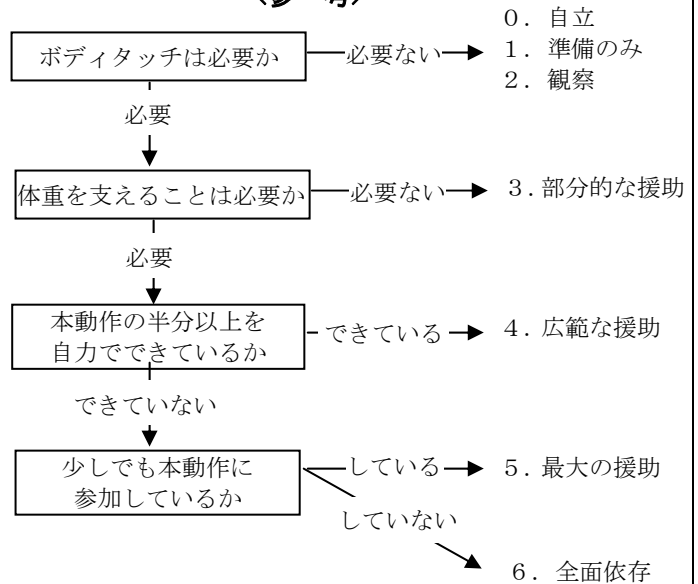 （参　考）
ボディタッチは必要か
必要ない
０．自立
１．準備のみ
２．観察
必要
体重を支えることは必要か
必要ない
３．部分的な援助
必要
本動作の半分以上を
自力でできているか
できている
４．広範な援助
できていない
少しでも本動作に
参加しているか
している
５．最大の援助
していない
６．全面依存